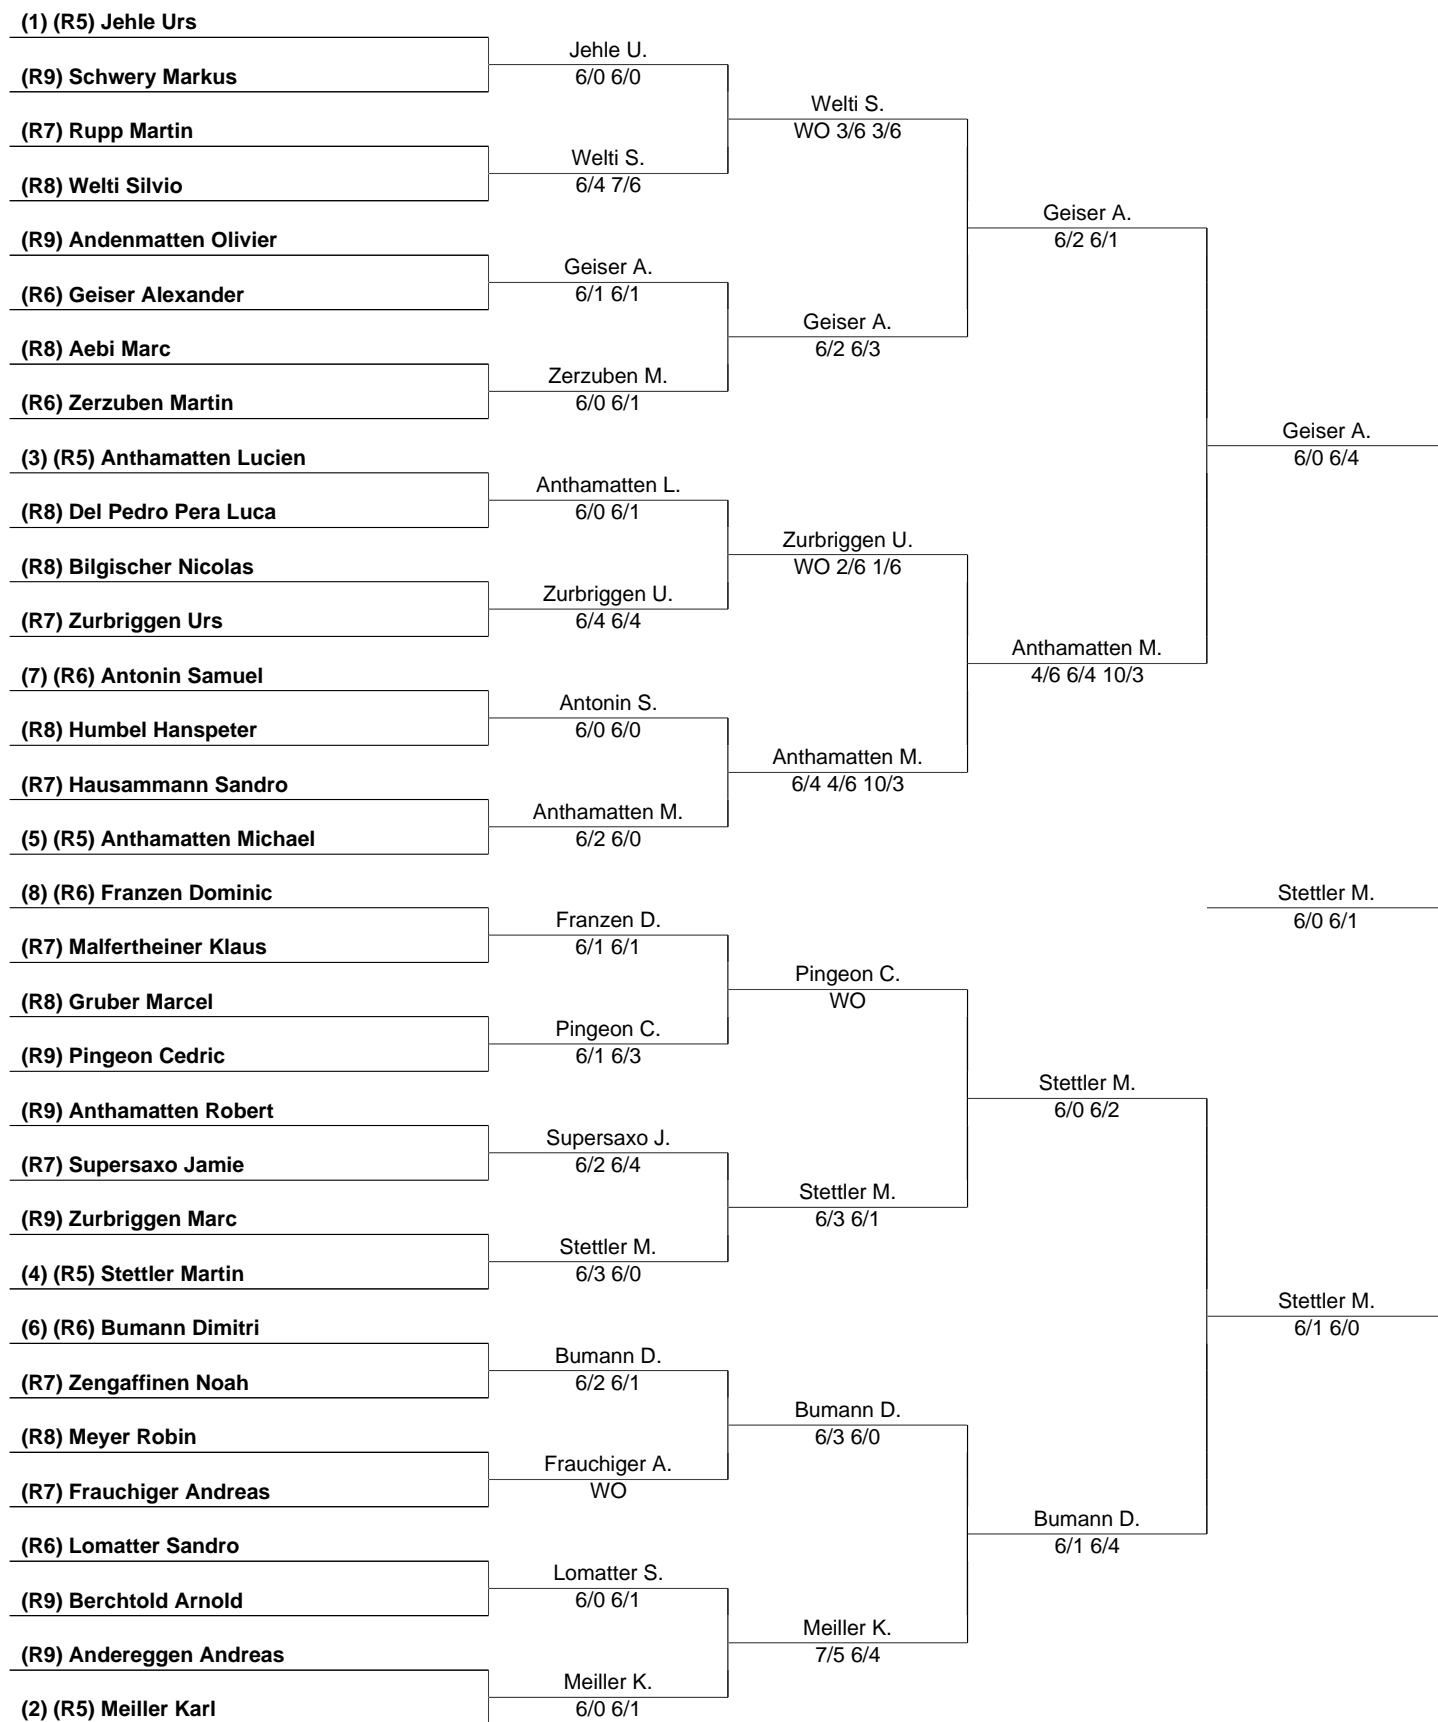 (1) (R5) Jehle Urs
Jehle U.
(R9) Schwery Markus
6/0 6/0
Welti S.
(R7) Rupp Martin
WO 3/6 3/6
Welti S.
(R8) Welti Silvio
6/4 7/6
Geiser A.
(R9) Andenmatten Olivier
6/2 6/1
Geiser A.
(R6) Geiser Alexander
6/1 6/1
Geiser A.
(R8) Aebi Marc
6/2 6/3
Zerzuben M.
(R6) Zerzuben Martin
6/0 6/1
Geiser A.
(3) (R5) Anthamatten Lucien
6/0 6/4
Anthamatten L.
(R8) Del Pedro Pera Luca
6/0 6/1
Zurbriggen U.
(R8) Bilgischer Nicolas
WO 2/6 1/6
Zurbriggen U.
(R7) Zurbriggen Urs
6/4 6/4
Anthamatten M.
(7) (R6) Antonin Samuel
4/6 6/4 10/3
Antonin S.
(R8) Humbel Hanspeter
6/0 6/0
Anthamatten M.
(R7) Hausammann Sandro
6/4 4/6 10/3
Anthamatten M.
(5) (R5) Anthamatten Michael
6/2 6/0
(8) (R6) Franzen Dominic
Stettler M.
6/0 6/1
Franzen D.
(R7) Malfertheiner Klaus
6/1 6/1
Pingeon C.
(R8) Gruber Marcel
WO
Pingeon C.
(R9) Pingeon Cedric
6/1 6/3
Stettler M.
(R9) Anthamatten Robert
6/0 6/2
Supersaxo J.
(R7) Supersaxo Jamie
6/2 6/4
Stettler M.
(R9) Zurbriggen Marc
6/3 6/1
Stettler M.
(4) (R5) Stettler Martin
6/3 6/0
Stettler M.
(6) (R6) Bumann Dimitri
6/1 6/0
Bumann D.
(R7) Zengaffinen Noah
6/2 6/1
Bumann D.
(R8) Meyer Robin
6/3 6/0
Frauchiger A.
(R7) Frauchiger Andreas
WO
Bumann D.
(R6) Lomatter Sandro
6/1 6/4
Lomatter S.
(R9) Berchtold Arnold
6/0 6/1
Meiller K.
(R9) Andereggen Andreas
7/5 6/4
Meiller K.
(2) (R5) Meiller Karl
6/0 6/1